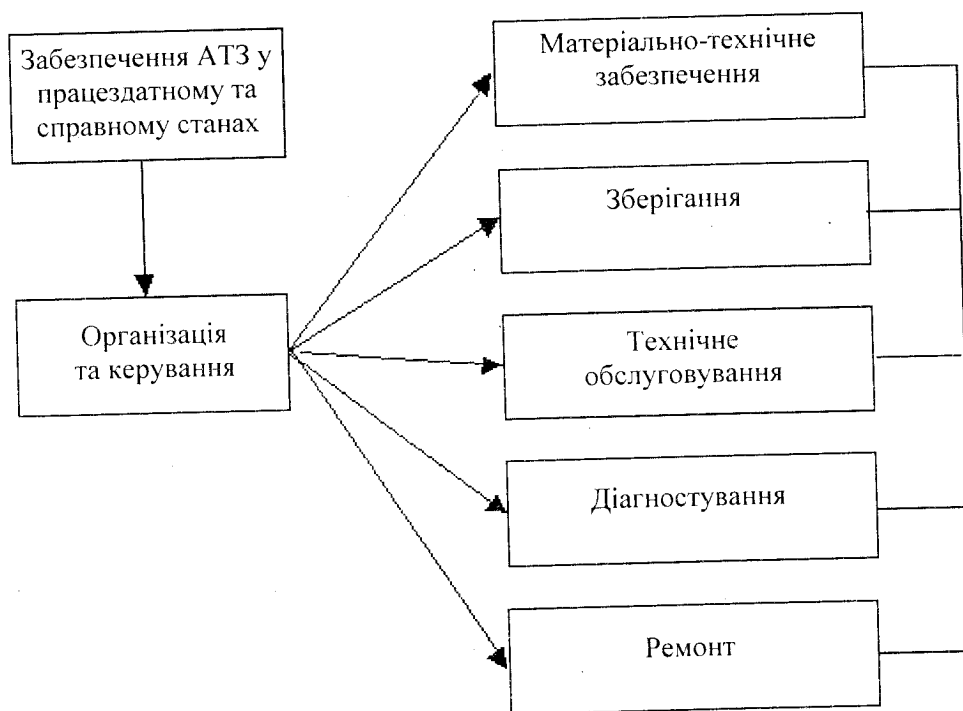 Забезпечення АТЗ у
працездатному та
справному станах
Організація
та керування
Матеріально-технічне
забезпечення
Зберігання
Технічне
обслуговування
Діагностування
Ремонт